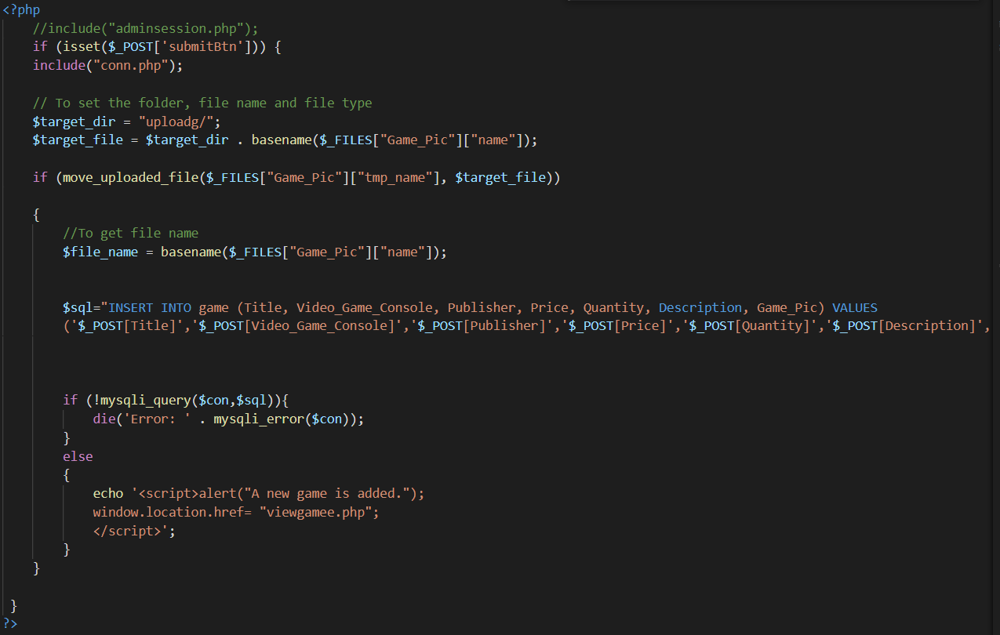 <?php
//include("adminsession.php");
if (isset($_POST['submitBtn'])) {
include("conn.php");
// To set the folder, file name and file type
$target_dir = "uploadg/";
$target_file = $target_dir . basename($_FILES["Game_Pic"]["name"]);
if (move_uploaded_file($_FILES["Game_Pic"]["tmp_name"], $target_file))
{
//To get file name
$file_name = basename($_FILES["Game_Pic"]["name"]);
$sql="INSERT INTO game (Title, Video_Game_Console, Publisher, Price, Quantity, Description, Game_Pic) VALUES
('$_POST[Title]','$_POST[Video_Game_Console]','$_POST[Publisher]','$_POST[Price]','$_POST[Quantity]','$_POST[Description]',
if (!mysqli_query($con,$sql)){
die('Error: ' . mysqli_error($con));
}
else
{
echo '<script>alert("A new game is added.");
window.location.href= "viewgamee.php";
</script>';
}
}
}
?>